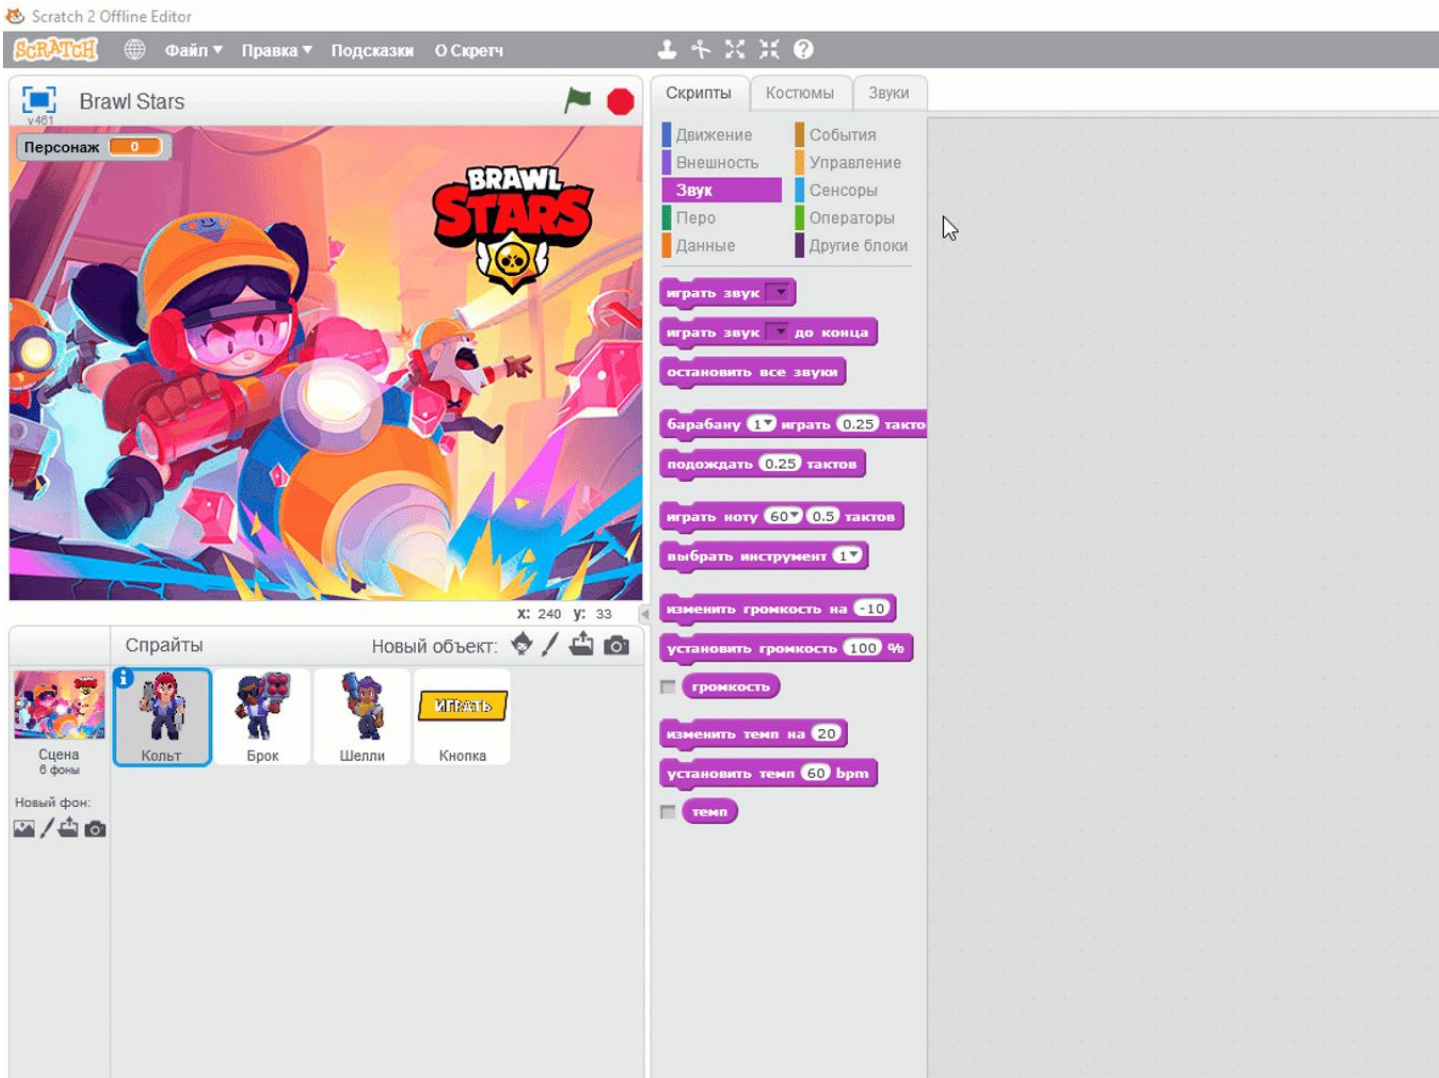 Scratch 2 Offline Editor
SCRATCH Файл Правка Подсказки О Скретч
v461
Brawl Stars
Персонаж 0
BRAWL
STARS
x: 240 y: 33
Спрайты Новый объект:
ИГРАТЬ
Сцена
6 фоны
Кольт Брок Шелли Кнопка
Новый фон:
Скрипты Костюмы Звуки
Движение События
Внешность Управление
Звук Сенсоры
Перо Операторы
Данные Другие блоки
играть звук
играть звук до конца
остановить все звуки
барабану 1 играть 0.25 такто
подождать 0.25 тактов
играть ноту 60 0.5 тактов
выбрать инструмент 1
изменить громкость на -10
установить громкость 100 %
громкость
изменить темп на 20
установить темп 60 bpm
темп